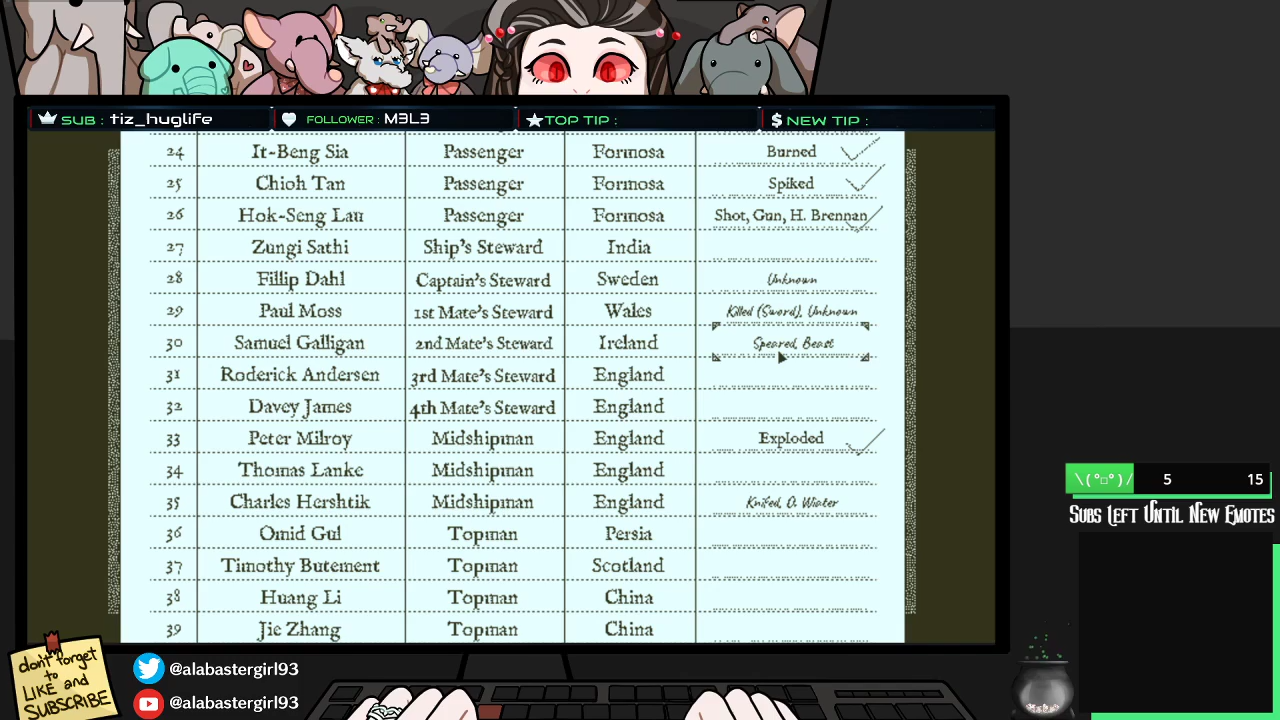 SUB : tiz_huglife FOLLOWER : M3L3 TOP TIP : $ NEW TIP :
24 It-Beng Sia Passenger Formosa Burned
25 Chioh Tan Passenger Formosa Spiked
26 Hok-Seng Lau Passenger Formosa Shot, Gun, H. Brennan
27 Zungi Sathi Ship's Steward India
28 Fillip Dahl Captain's Steward Sweden Unknown
29 Paul Moss 1st Mate's Steward Wales Killed (Sword), Unknown
30 Samuel Galligan 2nd Mate's Steward Ireland Speared, Beast
31 Roderick Andersen 3rd Mate's Steward England
32 Davey James 4th Mate's Steward England
33 Peter Milroy Midshipman England Exploded
34 Thomas Lanke Midshipman England
35 Charles Hershtik Midshipman England Knifed, O. Wiater
36 Omid Gul Topman Persia
37 Timothy Butement Topman Scotland
38 Huang Li Topman China
39 Jie Zhang Topman China
\(°□°)/ 5 15
Subs Left Until New Emotes
don't forget
to
LIKE and
SUBSCRIBE
@alabastergirl93
@alabastergirl93